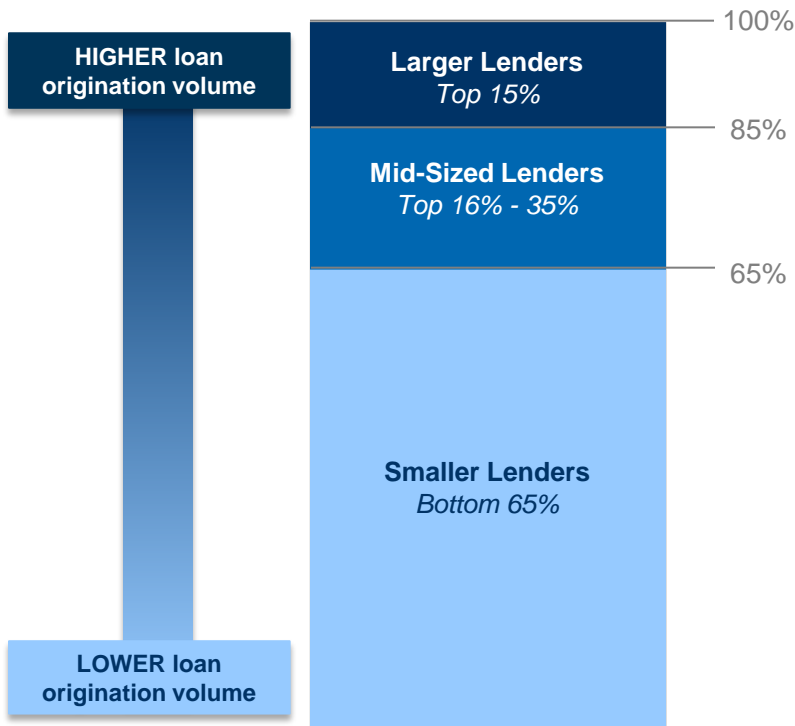 HIGHER loan
origination volume
100%
Larger Lenders
Top 15%
85%
Mid-Sized Lenders
Top 16% - 35%
65%
Smaller Lenders
Bottom 65%
LOWER loan
origination volume